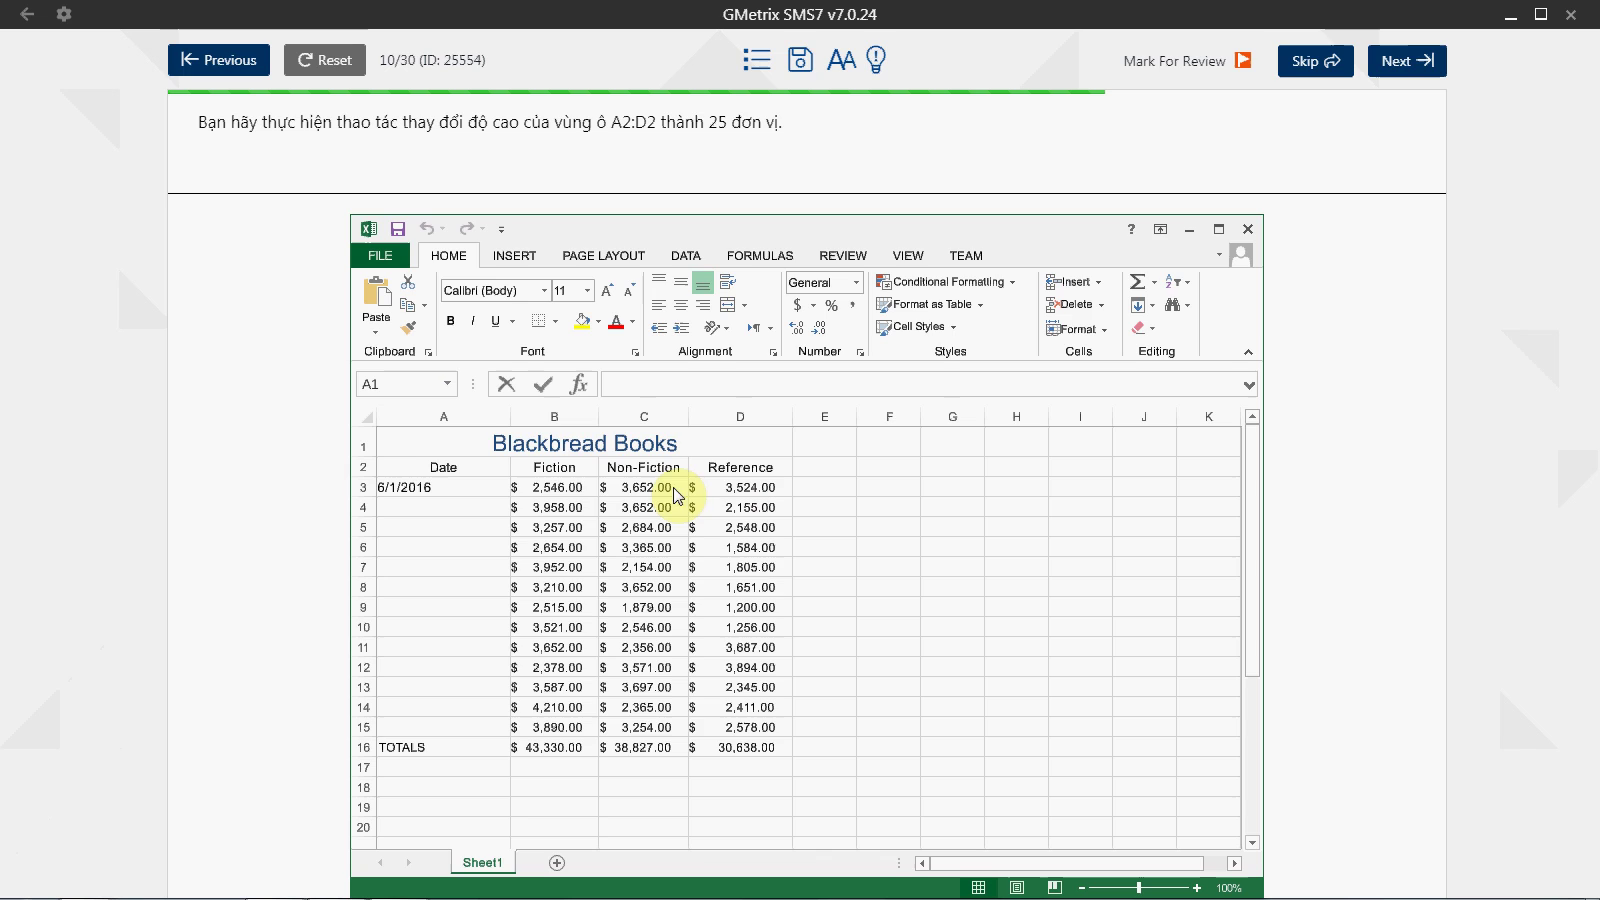 GMetrix SMS7 v7.0.24
Previous Reset 10/30 (ID: 25554) AA Mark For Review Skip Next
Bạn hãy thực hiện thao tác thay đổi độ cao của vùng ô A2:D2 thành 25 đơn vị.
?
FILE HOME INSERT PAGE LAYOUT DATA FORMULAS REVIEW VIEW TEAM
Calibri (Body) 11 A A General Conditional Formatting Insert Σ
Paste $ % , Format as Table Delete
B I U A Cell Styles Format
Clipboard Font Alignment Number Styles Cells Editing
A1 fx
A B C D E F G H I J K
1 Blackbread Books
2 Date Fiction Non-Fiction Reference
3 6/1/2016 $ 2,546.00 $ 3,652.00 $ 3,524.00
4 $ 3,958.00 $ 3,652.00 $ 2,155.00
5 $ 3,257.00 $ 2,684.00 $ 2,548.00
6 $ 2,654.00 $ 3,365.00 $ 1,584.00
7 $ 3,952.00 $ 2,154.00 $ 1,805.00
8 $ 3,210.00 $ 3,652.00 $ 1,651.00
9 $ 2,515.00 $ 1,879.00 $ 1,200.00
10 $ 3,521.00 $ 2,546.00 $ 1,256.00
11 $ 3,652.00 $ 2,356.00 $ 3,687.00
12 $ 2,378.00 $ 3,571.00 $ 3,894.00
13 $ 3,587.00 $ 3,697.00 $ 2,345.00
14 $ 4,210.00 $ 2,365.00 $ 2,411.00
15 $ 3,890.00 $ 3,254.00 $ 2,578.00
16 TOTALS $ 43,330.00 $ 38,827.00 $ 30,638.00
17
18
19
20
Sheet1
100%